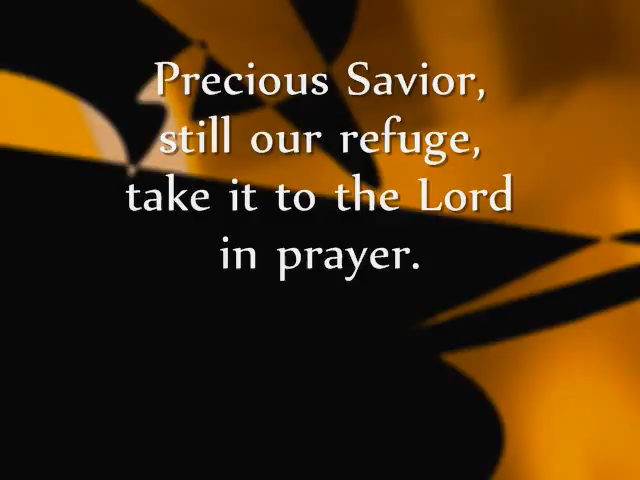 Precious Savior,
still our refuge,
take it to the Lord
in prayer.